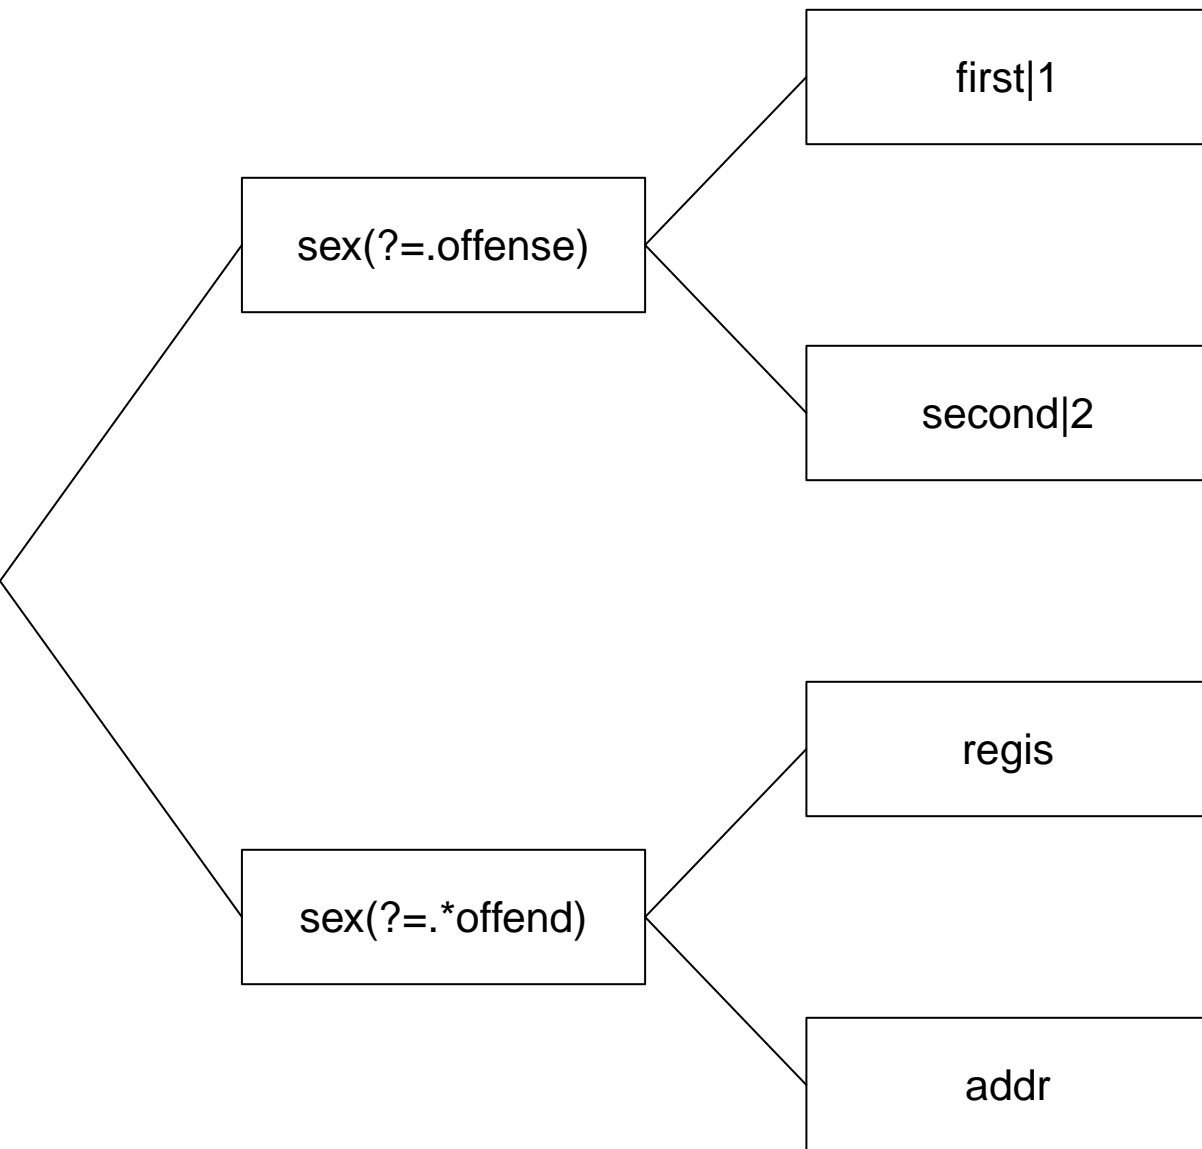 first|1
sex(?=.offense)
second|2
regis
sex(?=.*offend)
addr